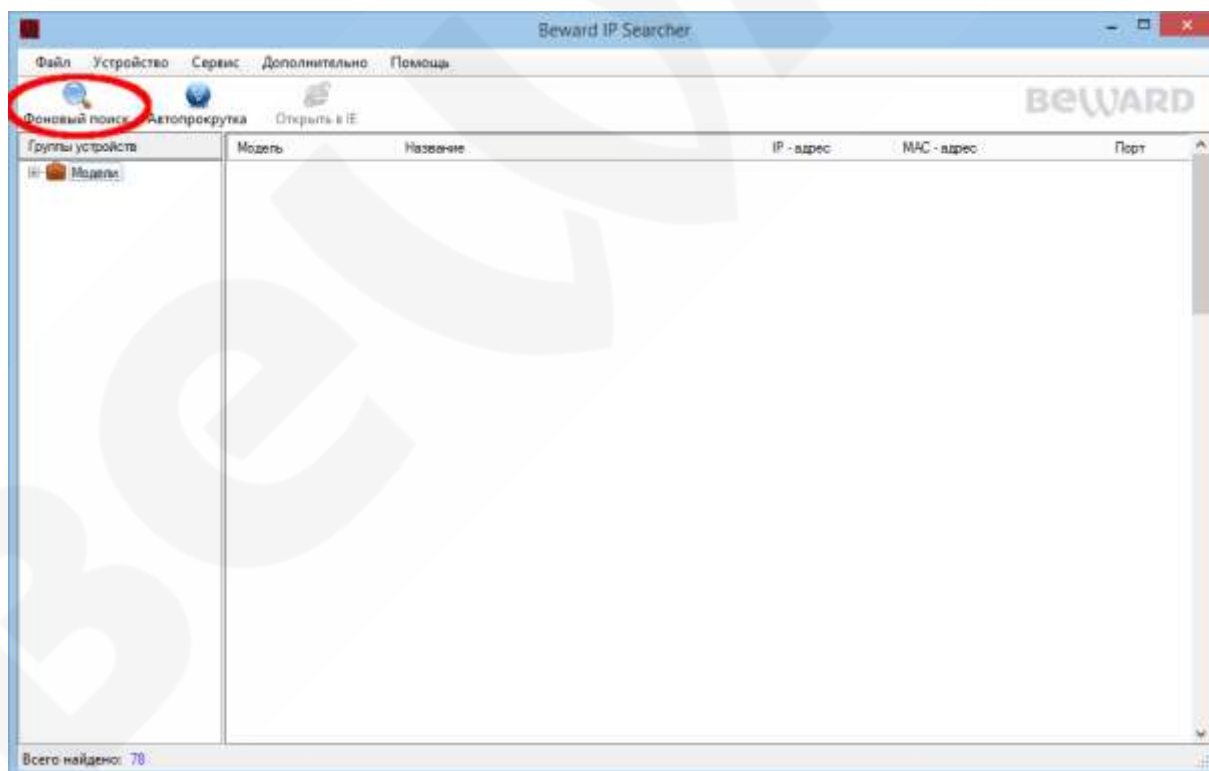 Beward IP Searcher
Файл Устройство Сервис Дополнительно Помощь
Фоновый поиск Автопрокрутка Открыть в IE
BEWARD
Группы устройств Модель Название IP - адрес MAC - адрес Порт
Модели
Всего найдено: 78